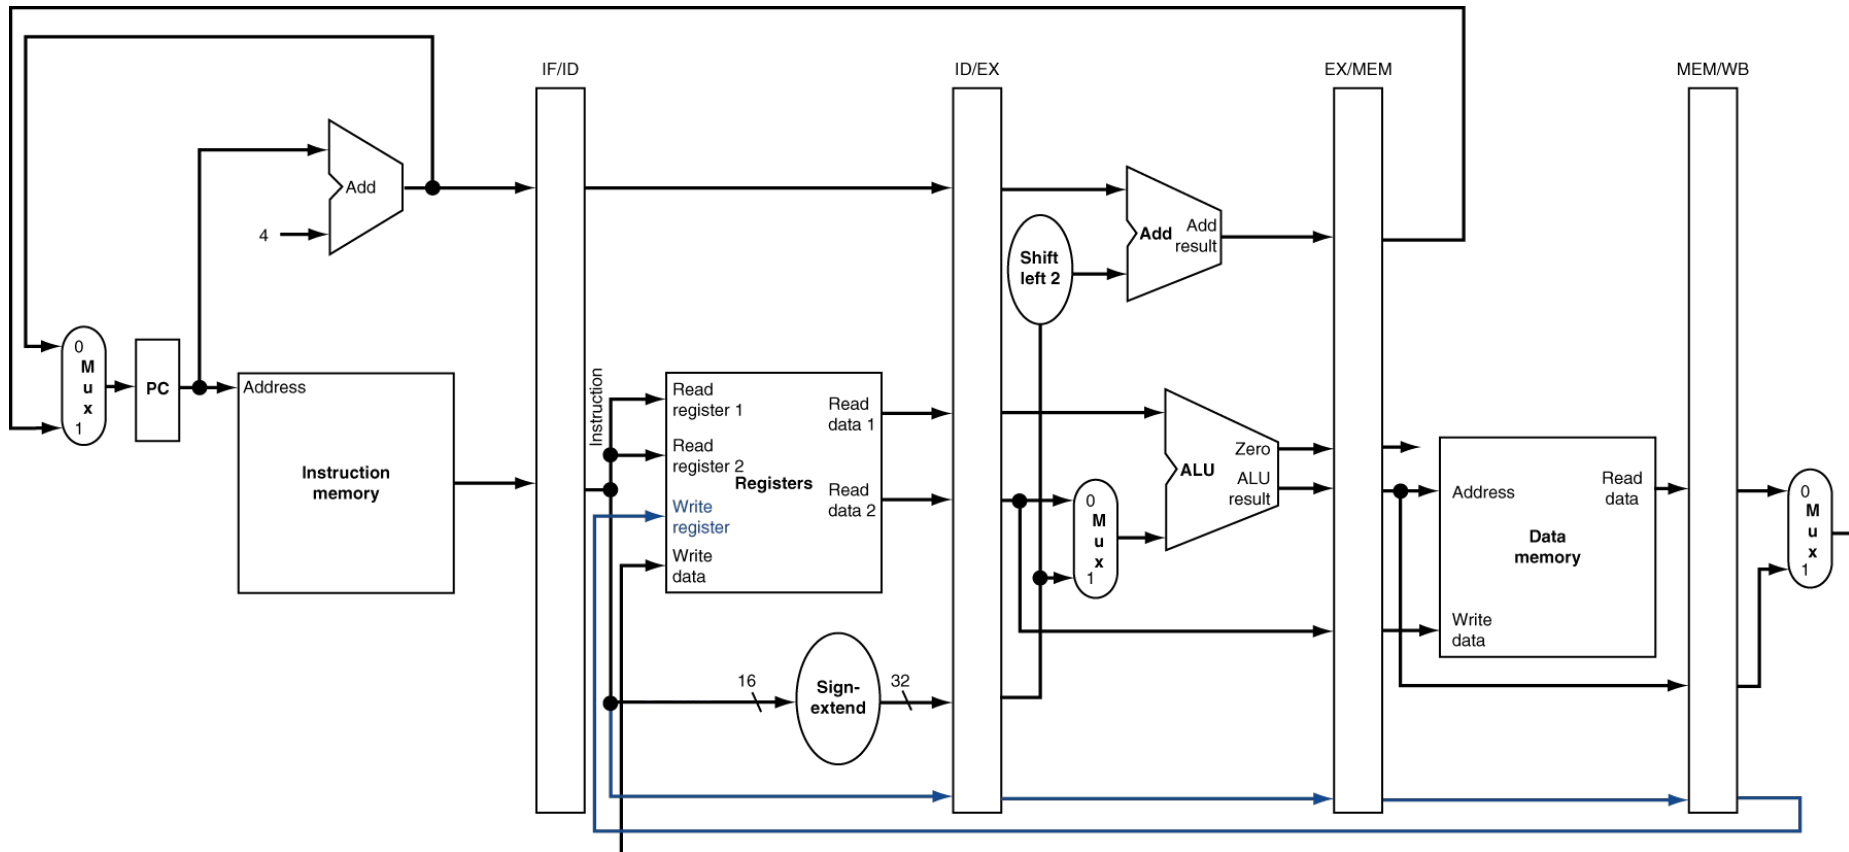 IF/ID
ID/EX
EX/MEM
MEM/WB
Add
4
Add
Add
result
Shift
left 2
0
M
u
x
1
PC
Address
Instruction
memory
Instruction
Read
register 1
Read
register 2
Write
register
Write
data
Registers
Read
data 1
Read
data 2
16
Sign-
extend
32
0
M
u
x
1
ALU
Zero
ALU
result
Address
Read
data
Data
memory
Write
data
0
M
u
x
1